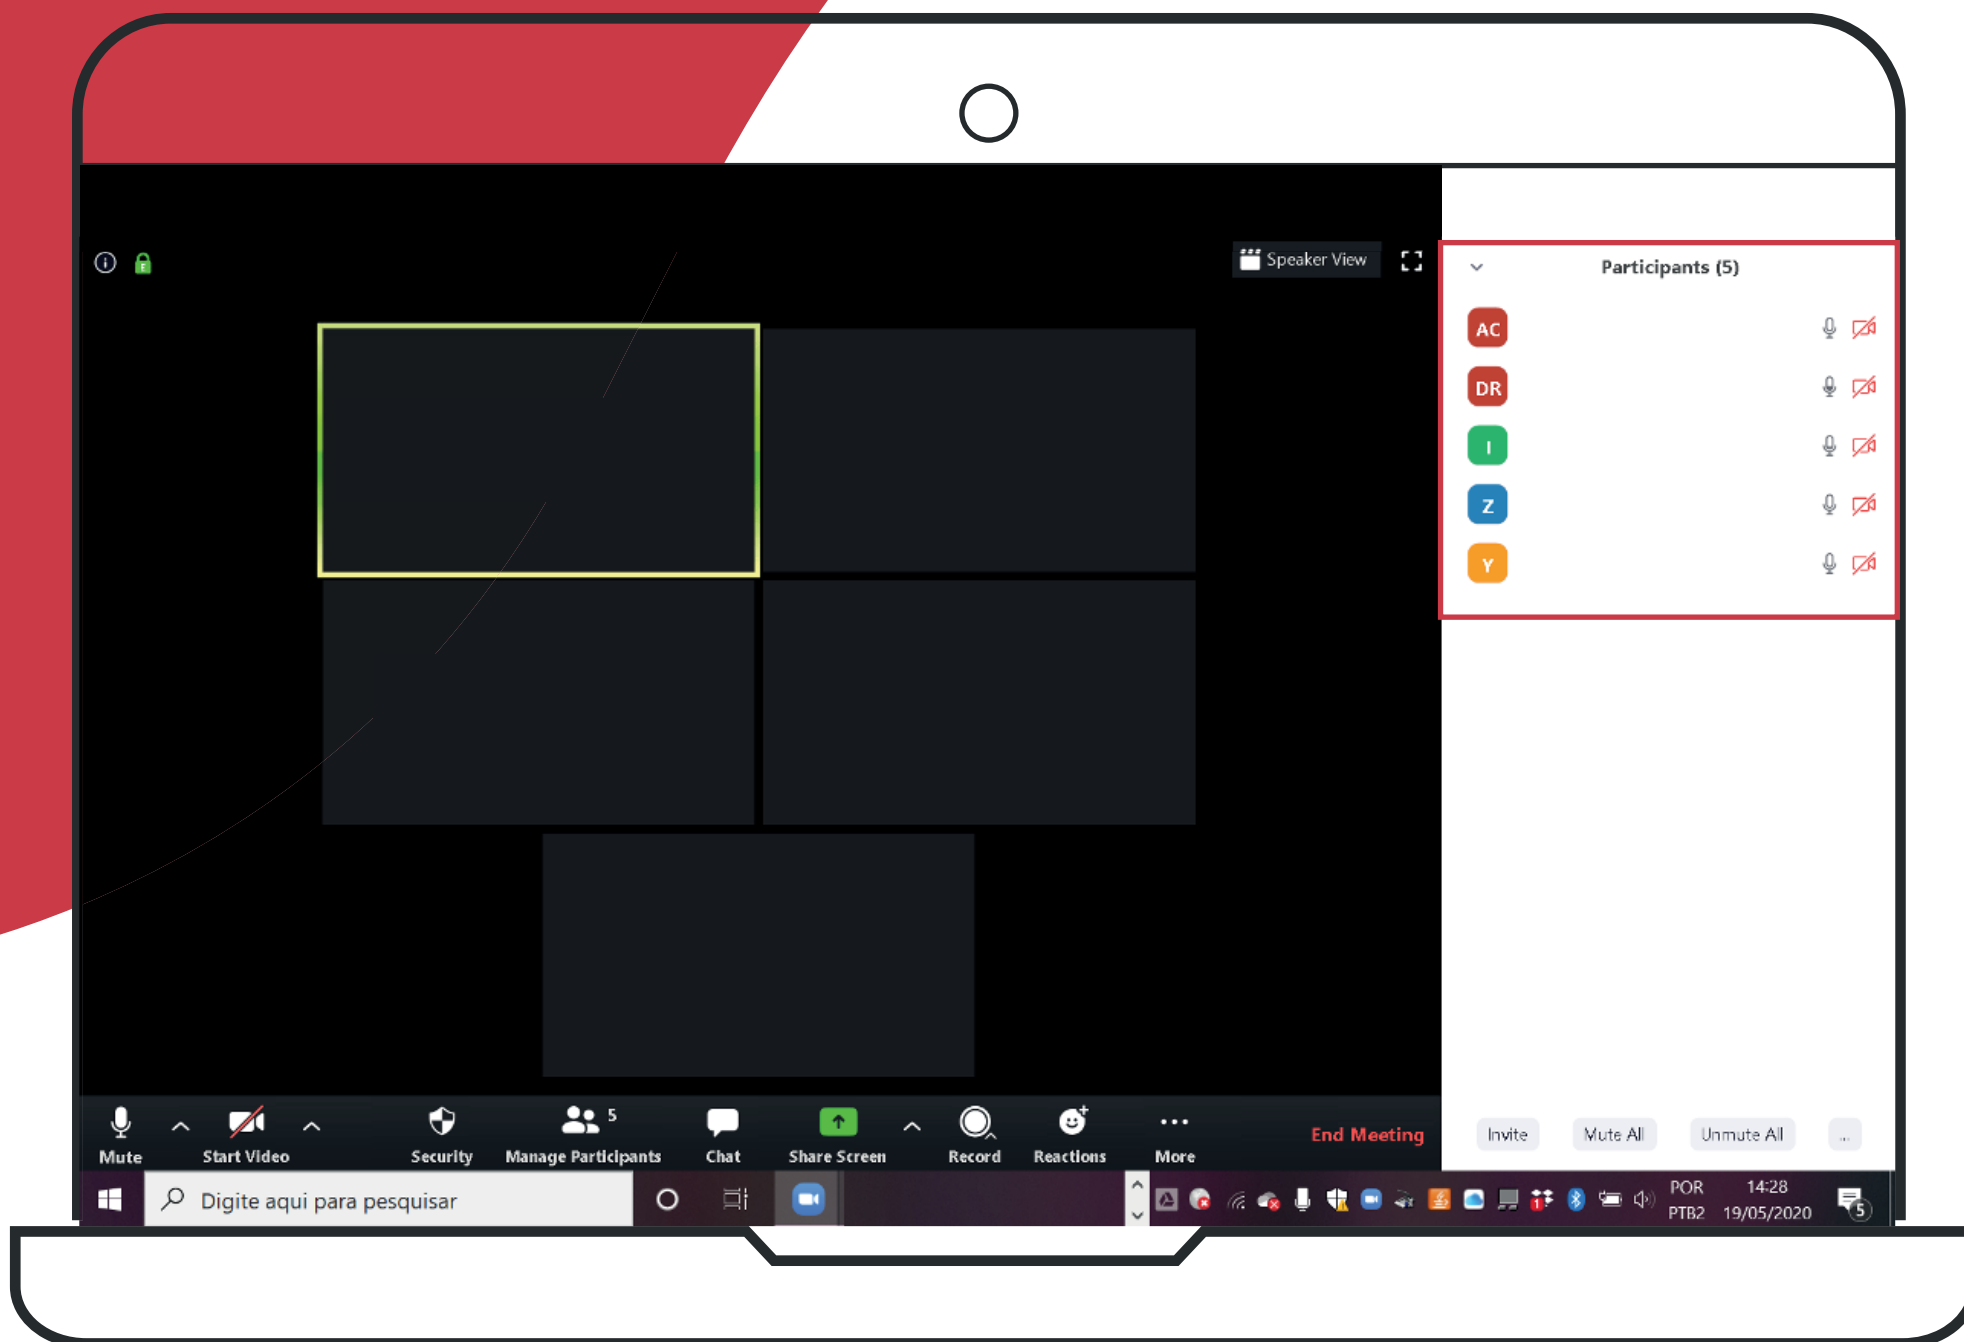 Speaker View
Participants (5)
AC
DR
I
Z
Y
5
Mute
Start Video
Security
Manage Participants
Chat
Share Screen
Record
Reactions
More
End Meeting
Invite
Mute All
Unmute All
...
Digite aqui para pesquisar
POR
PTB2
14:28
19/05/2020
5